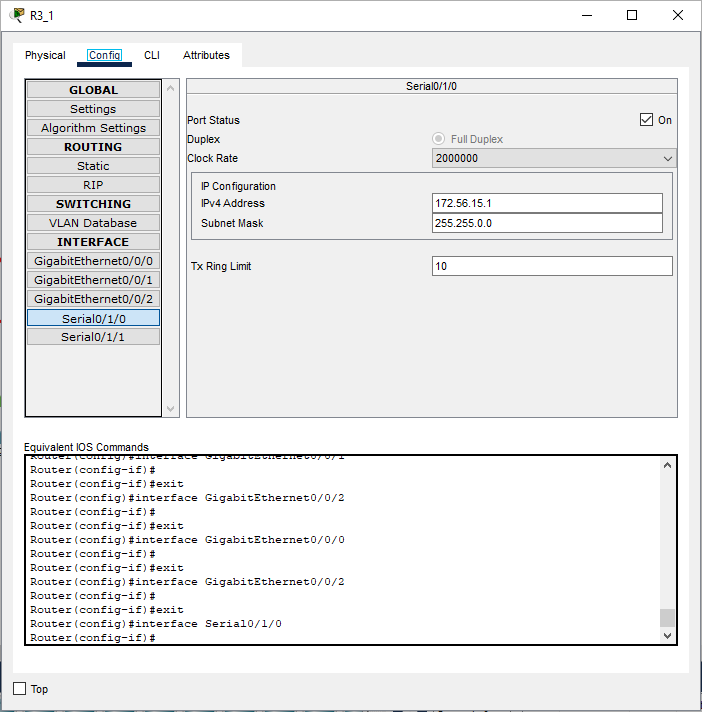 R3_1
Physical Config CLI Attributes
GLOBAL
Settings
Algorithm Settings
ROUTING
Static
RIP
SWITCHING
VLAN Database
INTERFACE
GigabitEthernet0/0/0
GigabitEthernet0/0/1
GigabitEthernet0/0/2
Serial0/1/0
Serial0/1/1
Serial0/1/0
Port Status On
Duplex Full Duplex
Clock Rate 2000000
IP Configuration
IPv4 Address 172.56.15.1
Subnet Mask 255.255.0.0
Tx Ring Limit 10
Equivalent IOS Commands
Router(config)#interface GigabitEthernet0/0/1
Router(config-if)#
Router(config-if)#exit
Router(config)#interface GigabitEthernet0/0/2
Router(config-if)#
Router(config-if)#exit
Router(config)#interface GigabitEthernet0/0/0
Router(config-if)#
Router(config-if)#exit
Router(config)#interface GigabitEthernet0/0/2
Router(config-if)#
Router(config-if)#exit
Router(config)#interface Serial0/1/0
Router(config-if)#
Top